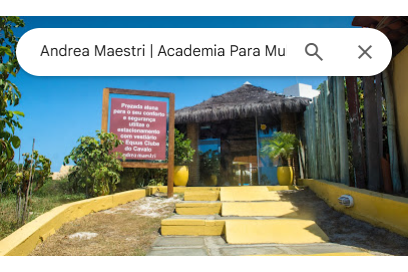 Andrea Maestri | Academia Para Mu
Prezado aluno
para o seu conforto
e segurança
utilize o
estacionamento
com vestiário
Equus Clube
do Cavalo